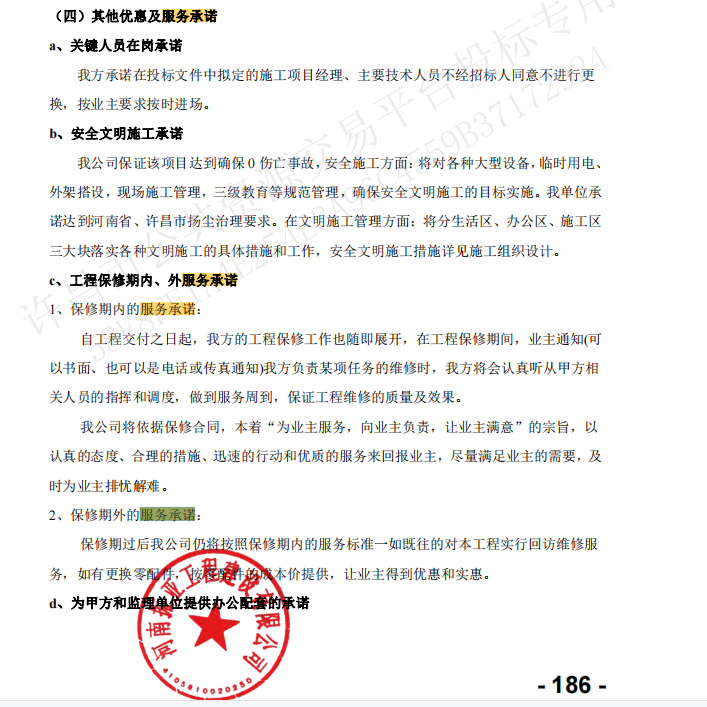 （四）其他优惠及服务承诺
a、关键人员在岗承诺
我方承诺在投标文件中拟定的施工项目经理、主要技术人员不经招标人同意不进行更
换，按业主要求按时进场。
b、安全文明施工承诺
我公司保证该项目达到确保 0 伤亡事故，安全施工方面：将对各种大型设备，临时用电、
外架搭设，现场施工管理，三级教育等规范管理，确保安全文明施工的目标实施。我单位承
诺达到河南省、许昌市扬尘治理要求。在文明施工管理方面：将分生活区、办公区、施工区
三大块落实各种文明施工的具体措施和工作，安全文明施工措施详见施工组织设计。
c、工程保修期内、外服务承诺
1、保修期内的服务承诺：
自工程交付之日起，我方的工程保修工作也随即展开，在工程保修期间，业主通知(可
以书面、也可以是电话或传真通知)我方负责某项任务的维修时，我方将会认真听从甲方相
关人员的指挥和调度，做到服务周到，保证工程维修的质量及效果。
我公司将依据保修合同，本着“为业主服务，向业主负责，让业主满意”的宗旨，以
认真的态度、合理的措施、迅速的行动和优质的服务来回报业主，尽量满足业主的需要，及
时为业主排忧解难。
2、保修期外的服务承诺：
保修期过后我公司仍将按照保修期内的服务标准一如既往的对本工程实行回访维修服
务，如有更换零配件，按零配件的成本价提供，让业主得到优惠和实惠。
d、为甲方和监理单位提供办公配套的承诺
4105810020250
- 186 -
许昌市公共资源交易平台投标专用